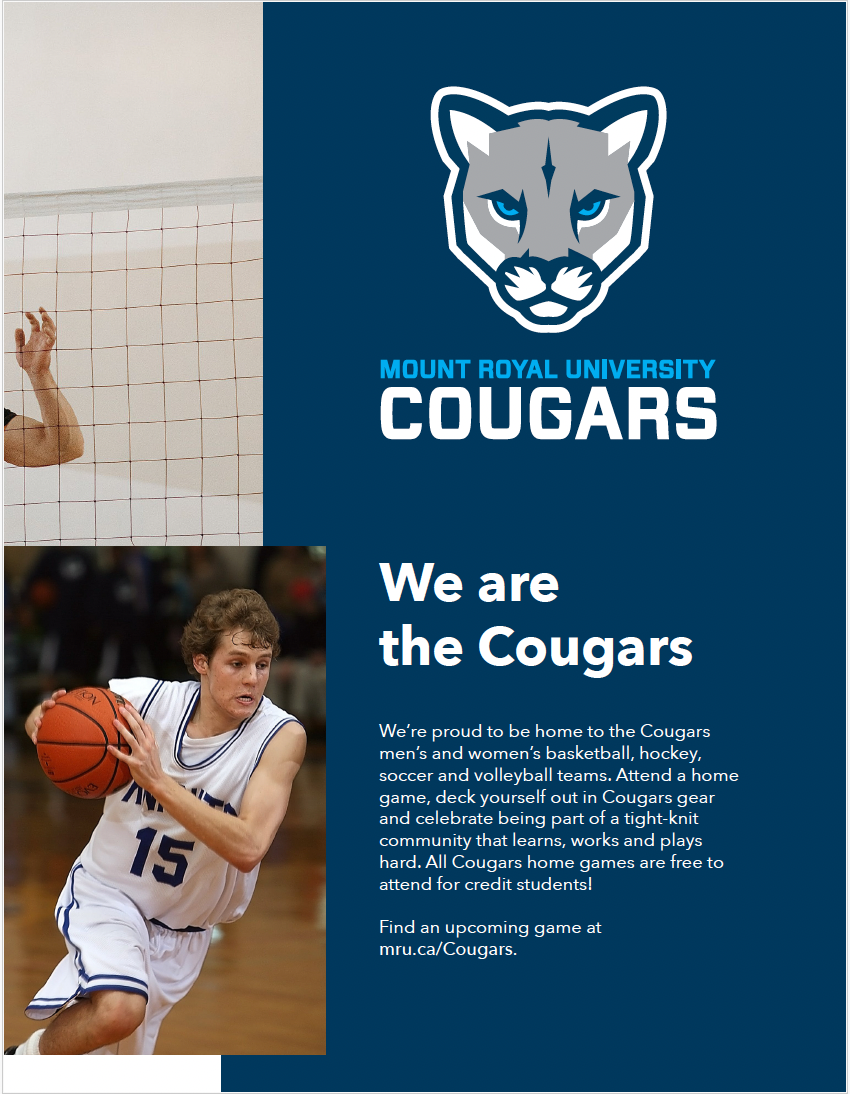 MOUNT ROYAL UNIVERSITY
COUGARS
We are
the Cougars
We’re proud to be home to the Cougars
men’s and women’s basketball, hockey,
soccer and volleyball teams. Attend a home
game, deck yourself out in Cougars gear
and celebrate being part of a tight-knit
community that learns, works and plays
hard. All Cougars home games are free to
attend for credit students!
Find an upcoming game at
mru.ca/Cougars.
15